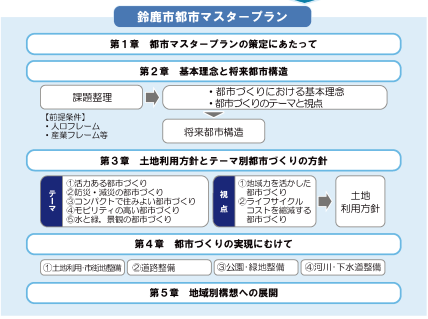 鈴鹿市都市マスタープラン
第1章 都市マスタープランの策定にあたって
第2章 基本理念と将来都市構造
課題整理
・都市づくりにおける基本理念
・都市づくりのテーマと視点
【前提条件】
・人口フレーム
・産業フレーム等
将来都市構造
第3章 土地利用方針とテーマ別都市づくりの方針
テーマ
①活力ある都市づくり
②防災・減災の都市づくり
③コンパクトで住みよい都市づくり
④モビリティの高い都市づくり
⑤水と緑、景観の都市づくり
視点
①地域力を活かした
都市づくり
②ライフサイクル
コストを縮減する
都市づくり
土地
利用方針
第4章 都市づくりの実現にむけて
①土地利用・市街地整備
②道路整備
③公園・緑地整備
④河川・下水道整備
第5章 地域別構想への展開